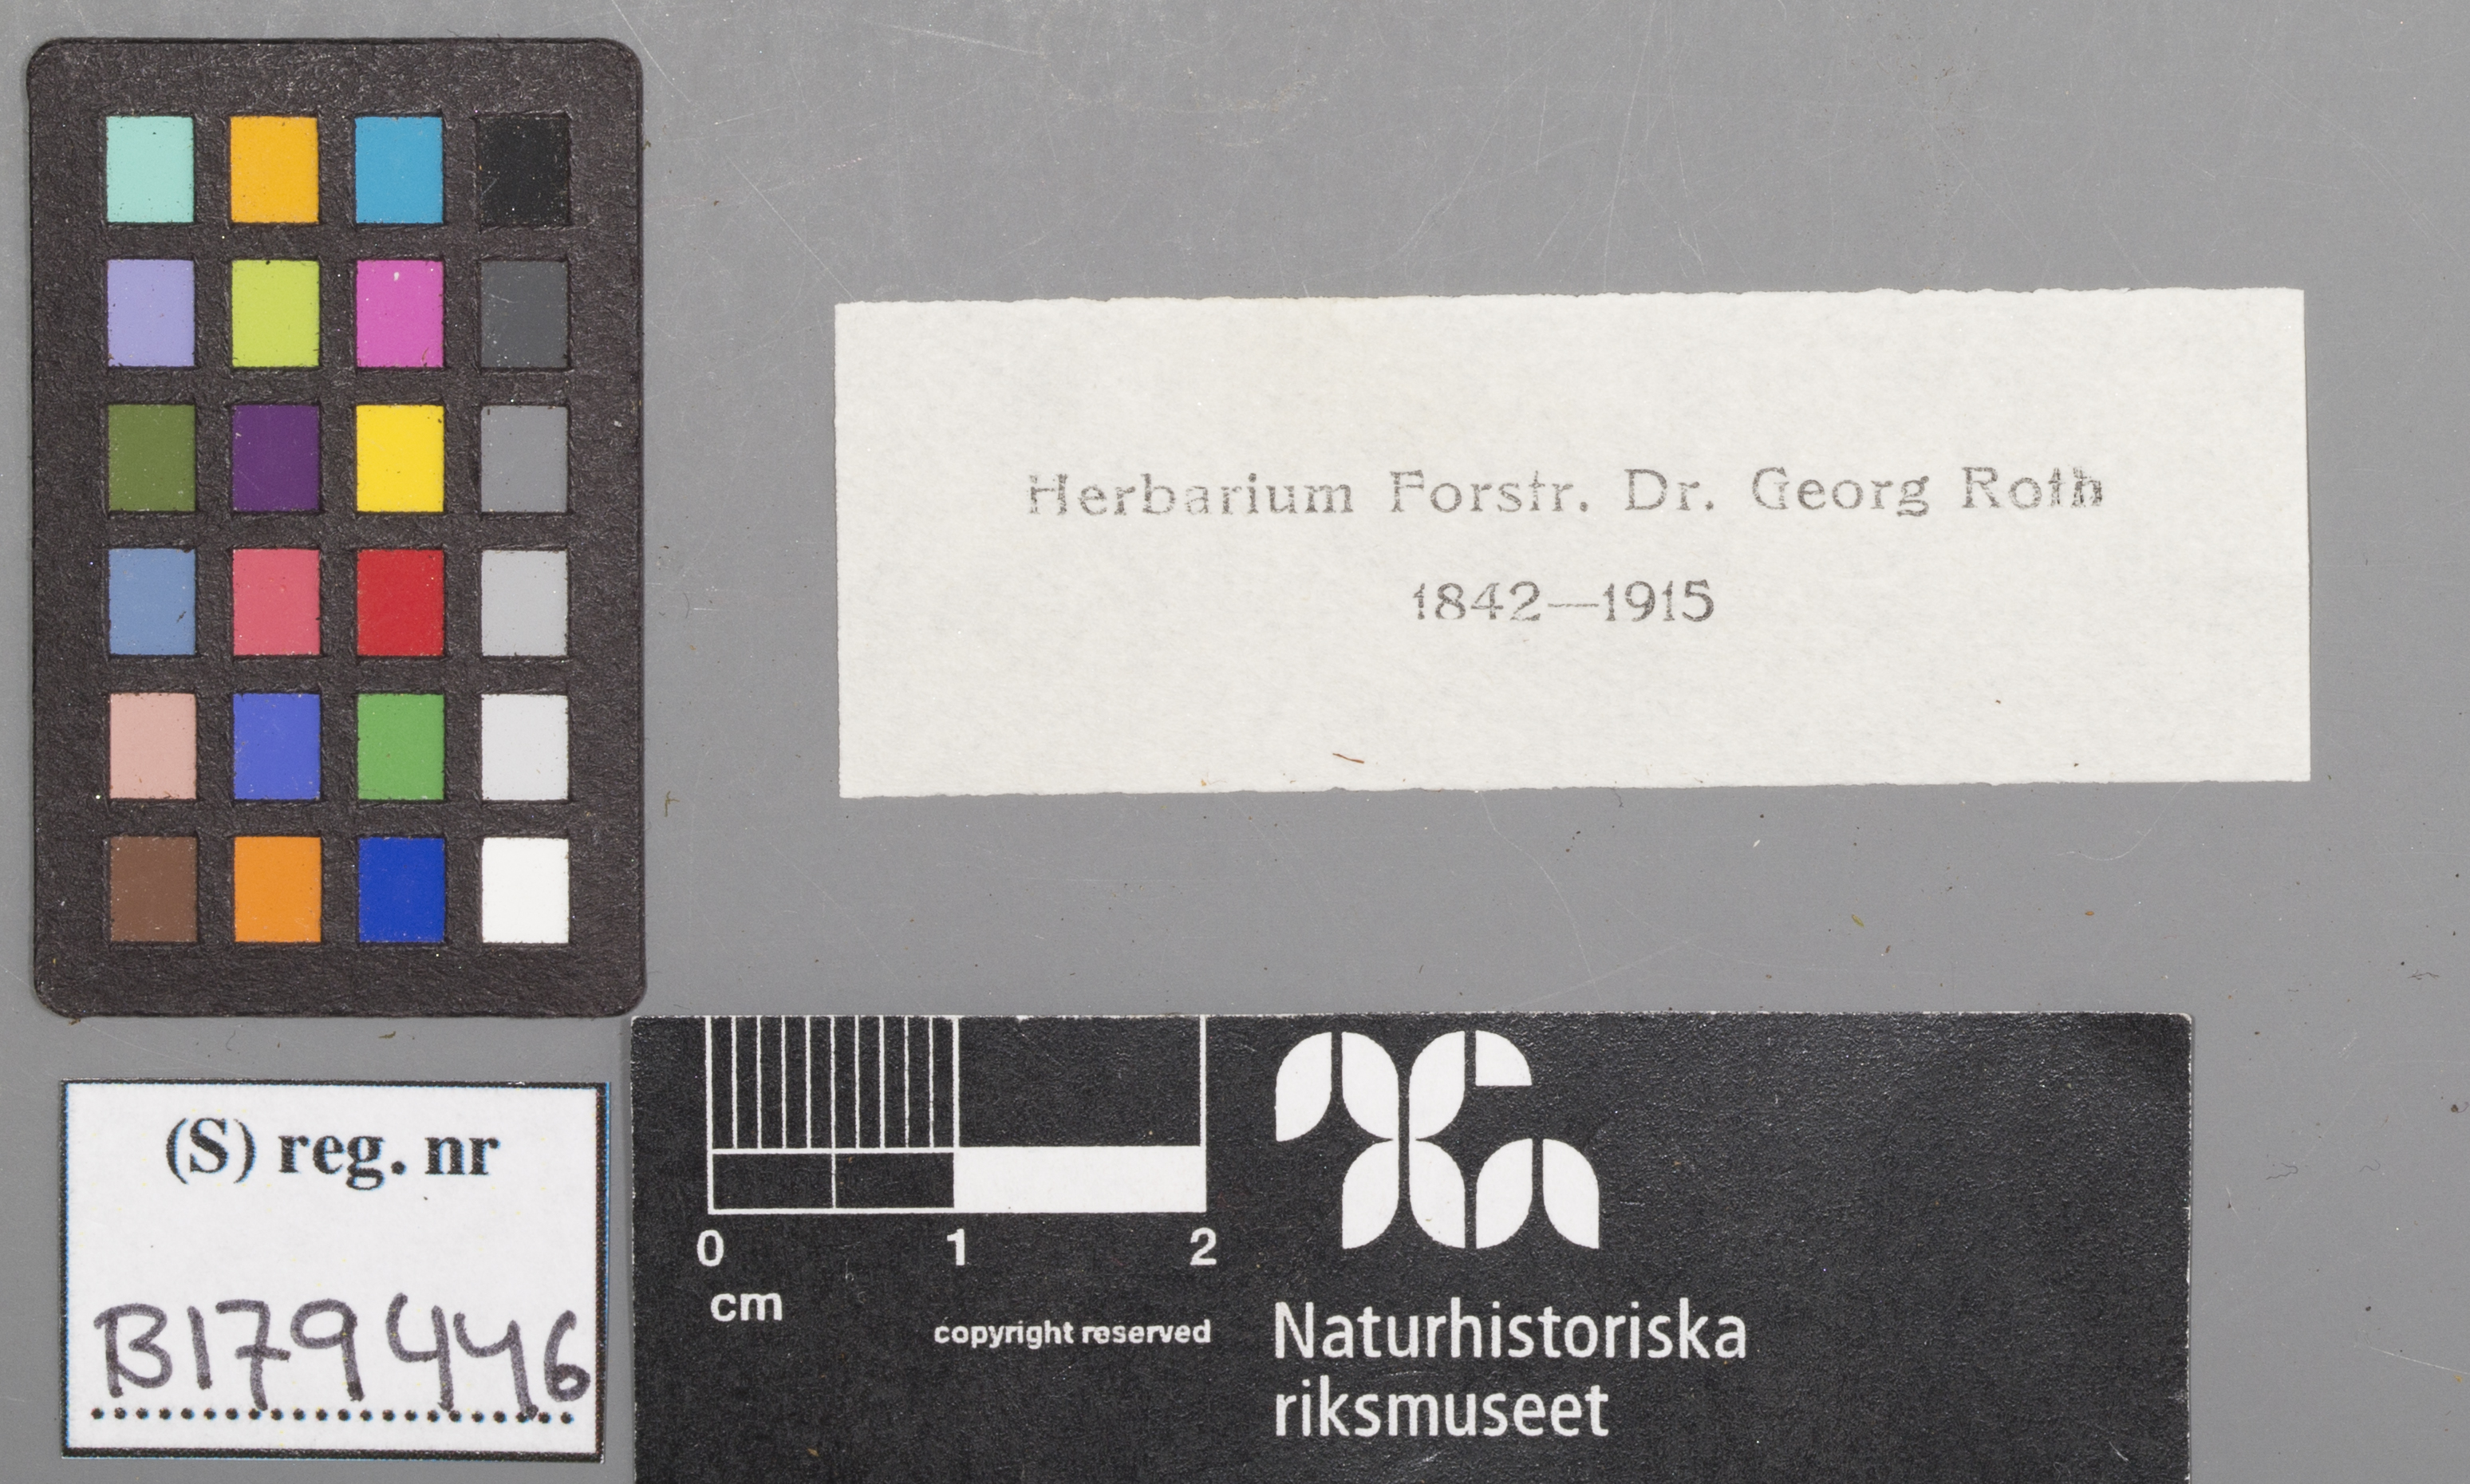 Herbarium Forstr. Dr. Georg Roth
1842—1915
(S) reg. nr
B179446
0 1 2
cm
copyright reserved
Naturhistoriska
riksmuseet